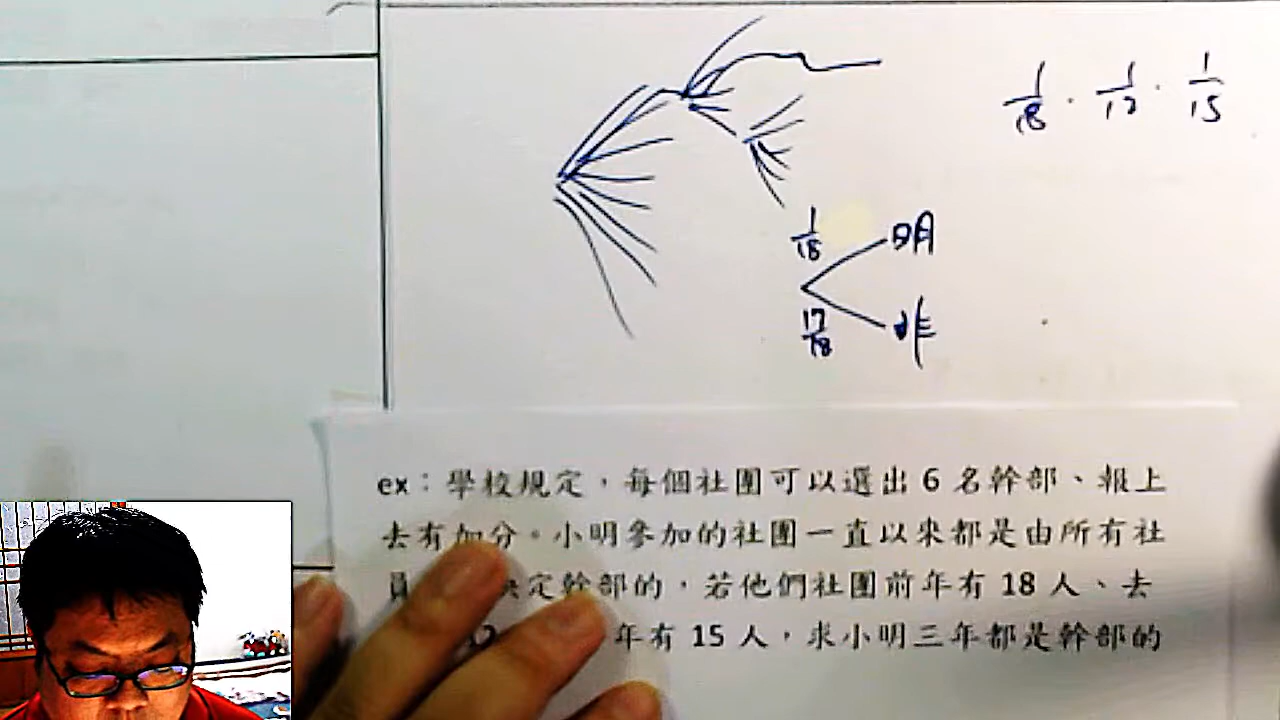 1/18 · 1/12 · 1/15
1/18 明
17/18 非
ex：學校規定，每個社團可以選出 6 名幹部、報上
去有加分。小明參加的社團一直以來都是由所有社
員 決定幹部的，若他們社團前年有 18 人、去
年有 15 人，求小明三年都是幹部的